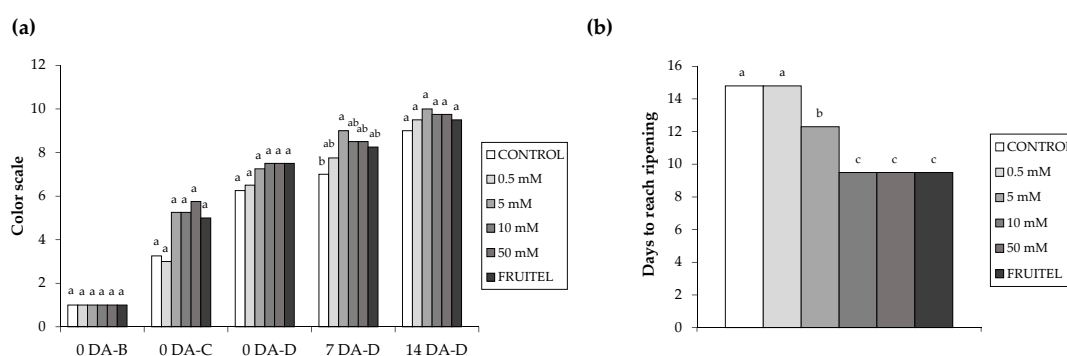 (a)
Color scale
12
10
8
6
4
2
0
a a a a a a
a a a a a a
a a a a a a
b ab a ab ab ab
a a a a a a
0 DA-B 0 DA-C 0 DA-D 7 DA-D 14 DA-D
CONTROL
0.5 mM
5 mM
10 mM
50 mM
FRUITEL
(b)
Days to reach ripening
16
14
12
10
8
6
4
2
0
a a b c c c
CONTROL
0.5 mM
5 mM
10 mM
50 mM
FRUITEL